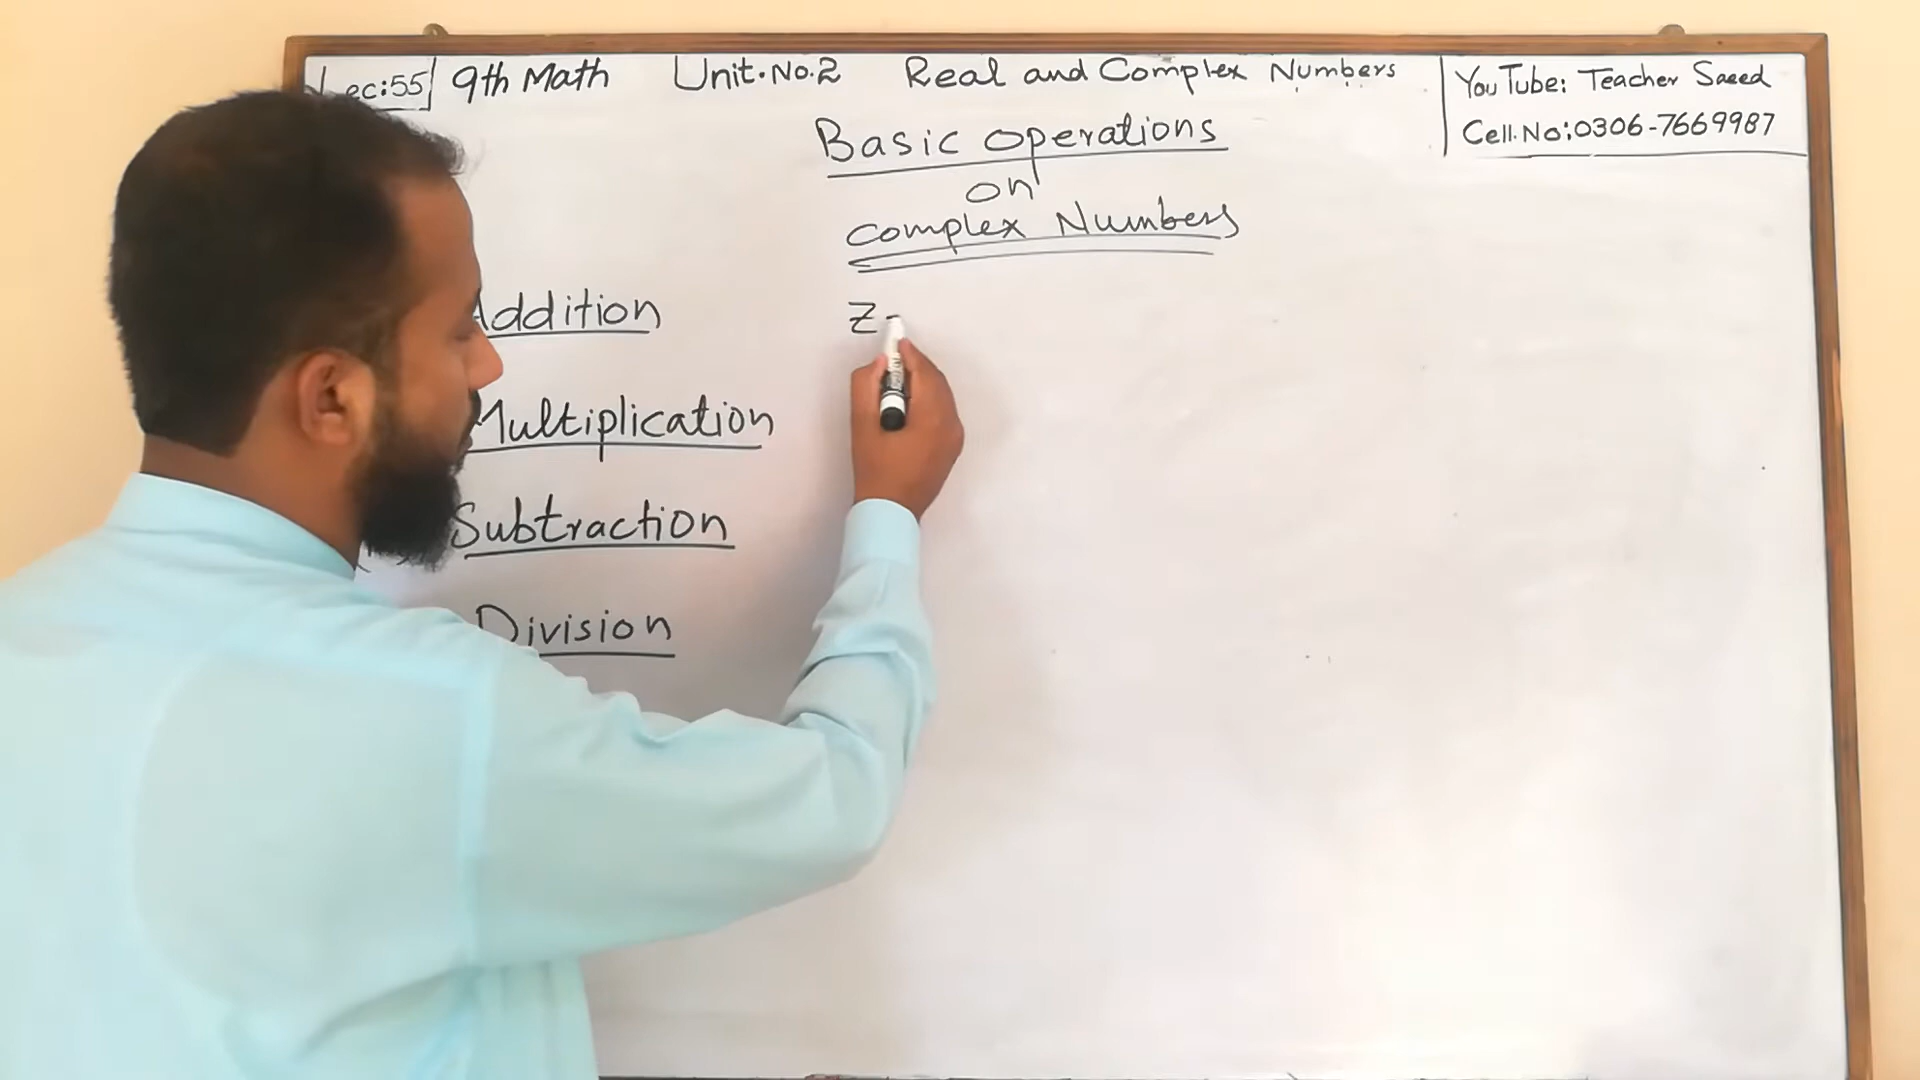 Lec:55 9th Math Unit.No.2 Real and Complex Numbers
YouTube: Teacher Saeed
Cell.No:0306-7669987
Basic Operations
on
Complex Numbers
Addition
Z=
Multiplication
Subtraction
Division